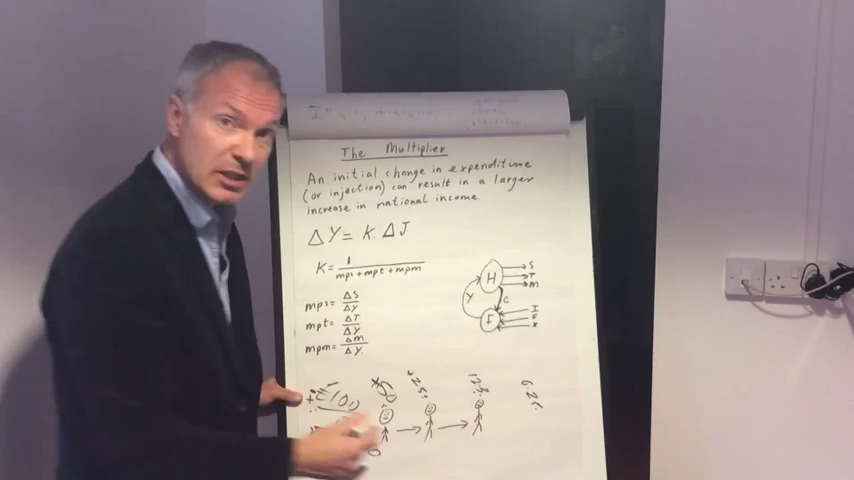 The Multiplier
An initial change in expenditure
(or injection) can result in a larger
increase in national income
ΔY = K. ΔJ
K = 1
mps + mpt + mpm
mps = ΔS
ΔY
mpt = ΔT
ΔY
mpm = ΔM
ΔY.
H
S
T
M
Y
C
F
I
X
+£100
+50
+25
12.5
6.25